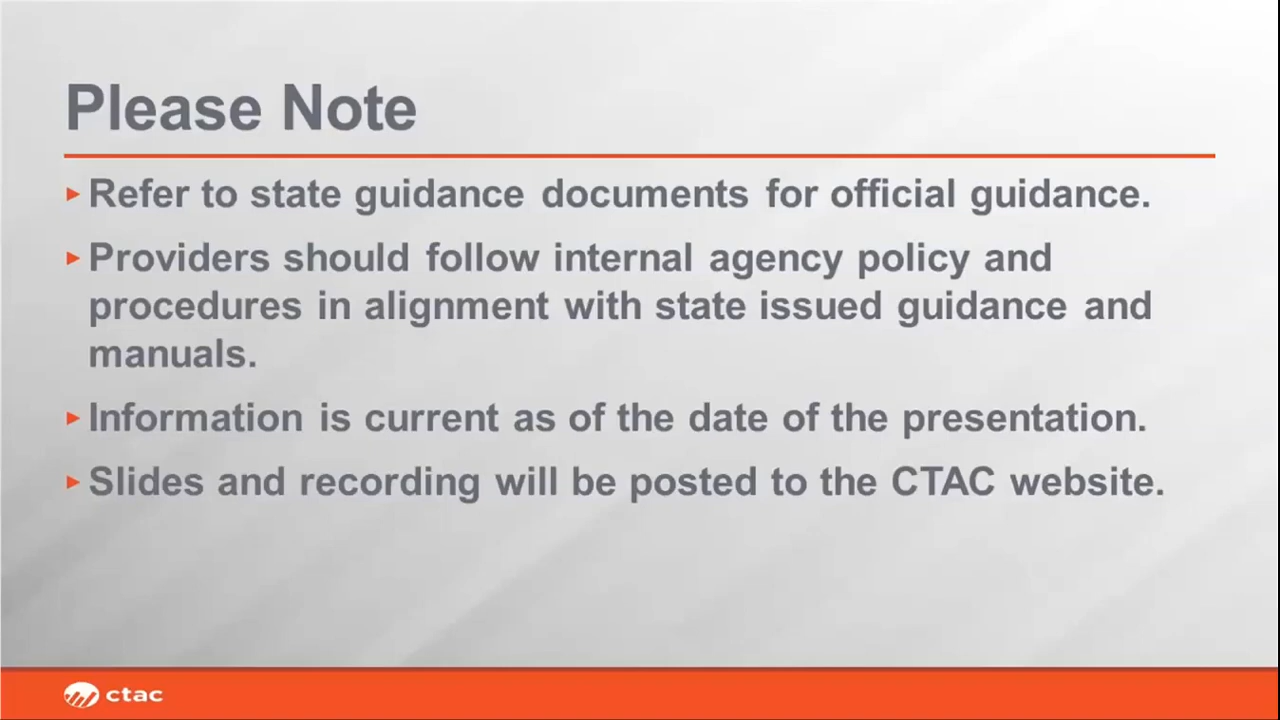 Please Note
Refer to state guidance documents for official guidance.
Providers should follow internal agency policy and
procedures in alignment with state issued guidance and
manuals.
Information is current as of the date of the presentation.
Slides and recording will be posted to the CTAC website.
ctac